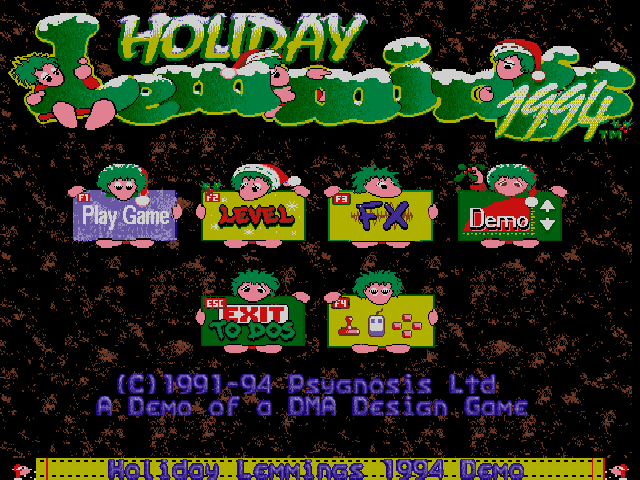 HOLIDAY
Lemmings
1994
TM
F1
Play Game
F2
LEVEL
F3
FX
Demo
ESC
EXIT
TO DOS
F4
(C)1991-94 Psygnosis Ltd
A Demo of a DMA Design Game
Holiday Lemmings 1994 Demo